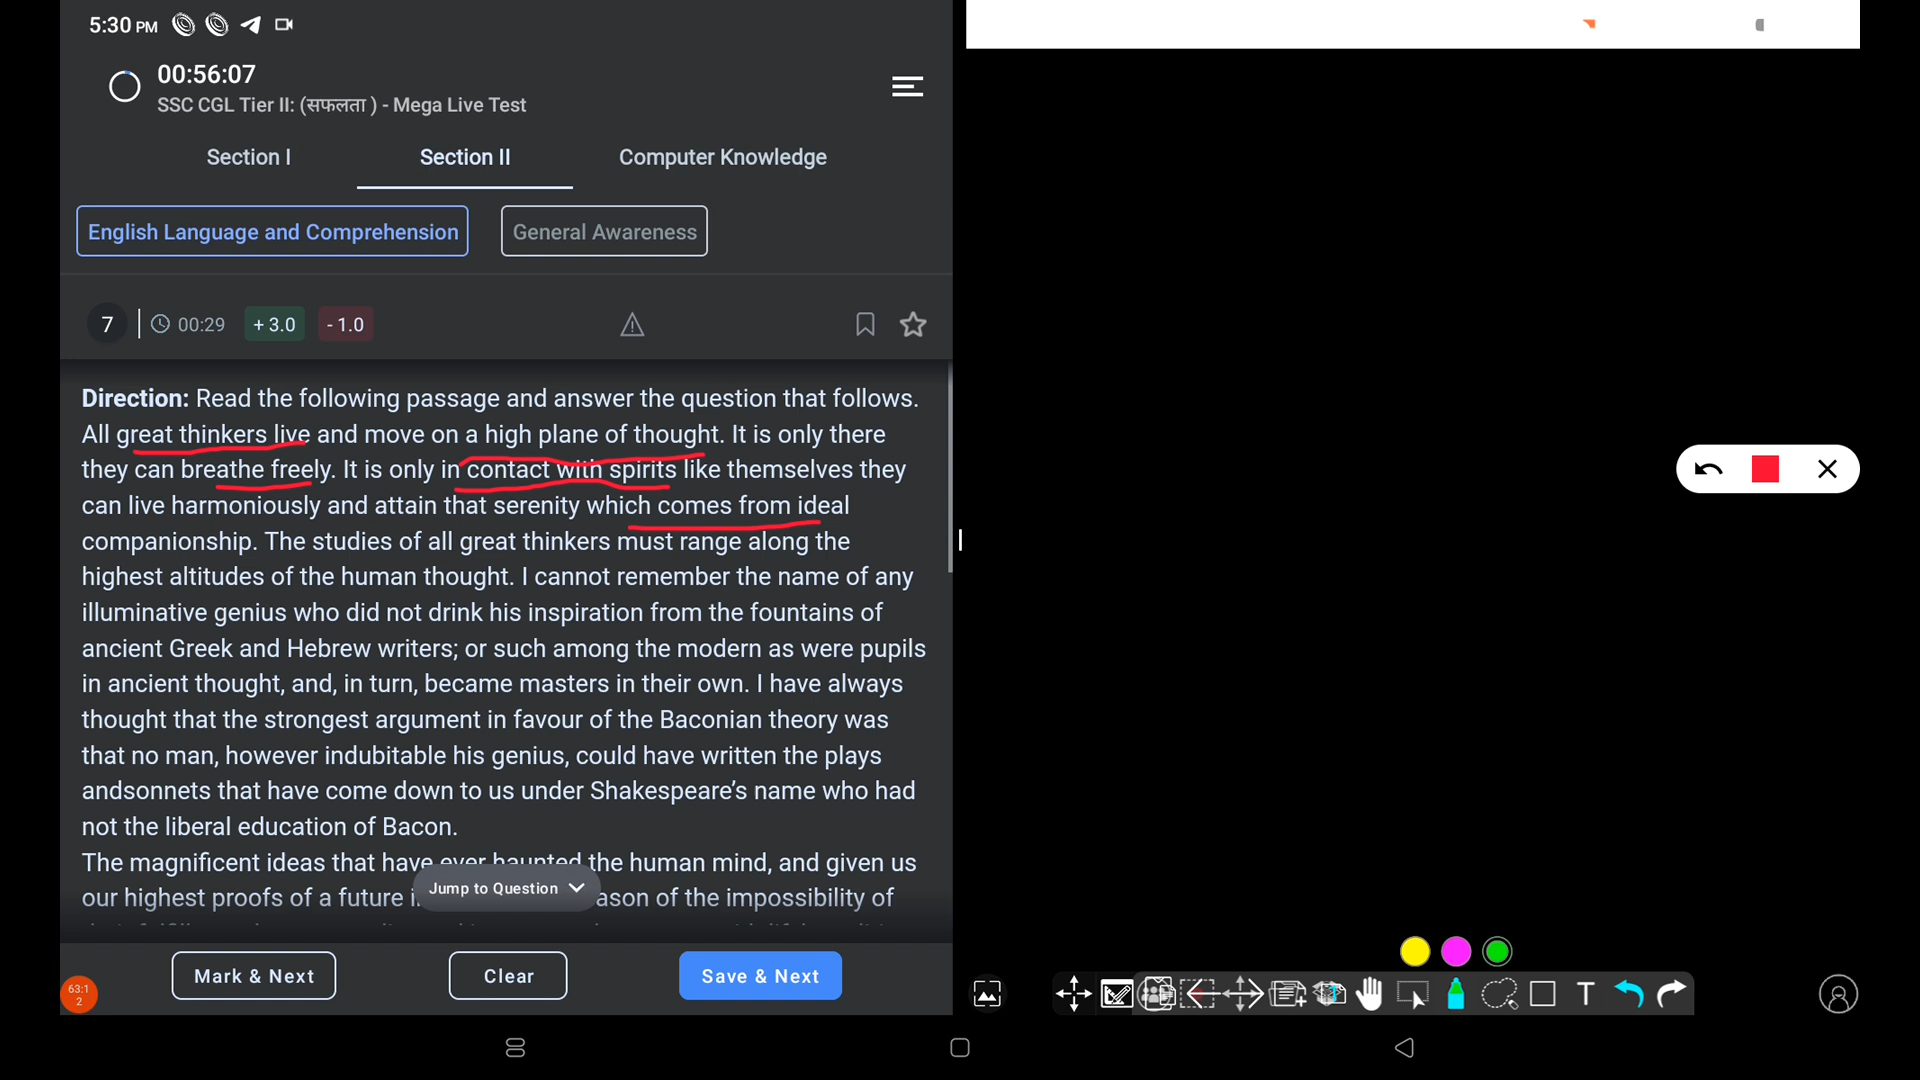 5:30 PM
00:56:07
SSC CGL Tier II: (सफलता ) - Mega Live Test
Section I
Section II
Computer Knowledge
English Language and Comprehension
General Awareness
7
00:29
+ 3.0
- 1.0
Direction: Read the following passage and answer the question that follows.
All great thinkers live and move on a high plane of thought. It is only there
they can breathe freely. It is only in contact with spirits like themselves they
can live harmoniously and attain that serenity which comes from ideal
companionship. The studies of all great thinkers must range along the
highest altitudes of the human thought. I cannot remember the name of any
illuminative genius who did not drink his inspiration from the fountains of
ancient Greek and Hebrew writers; or such among the modern as were pupils
in ancient thought, and, in turn, became masters in their own. I have always
thought that the strongest argument in favour of the Baconian theory was
that no man, however indubitable his genius, could have written the plays
andsonnets that have come down to us under Shakespeare’s name who had
not the liberal education of Bacon.
The magnificent ideas that have ever haunted the human mind, and given us
our highest proofs of a future i ason of the impossibility of
Jump to Question
Mark & Next
Clear
Save & Next
63:1
2
T